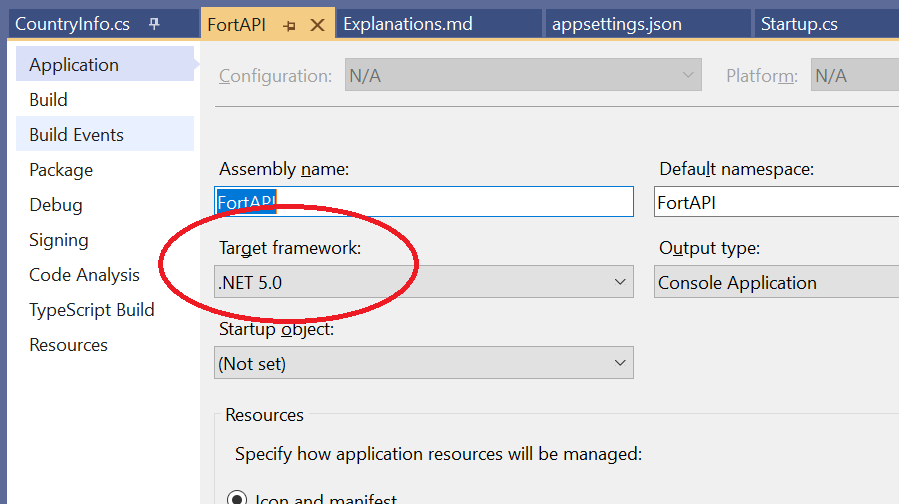 CountryInfo.cs FortAPI Explanations.md appsettings.json Startup.cs
Application
Build
Build Events
Package
Debug
Signing
Code Analysis
TypeScript Build
Resources
Configuration: N/A Platform: N/A
Assembly name: Default namespace:
FortAPI FortAPI
Target framework: Output type:
.NET 5.0 Console Application
Startup object:
(Not set)
Resources
Specify how application resources will be managed:
Icon and manifest